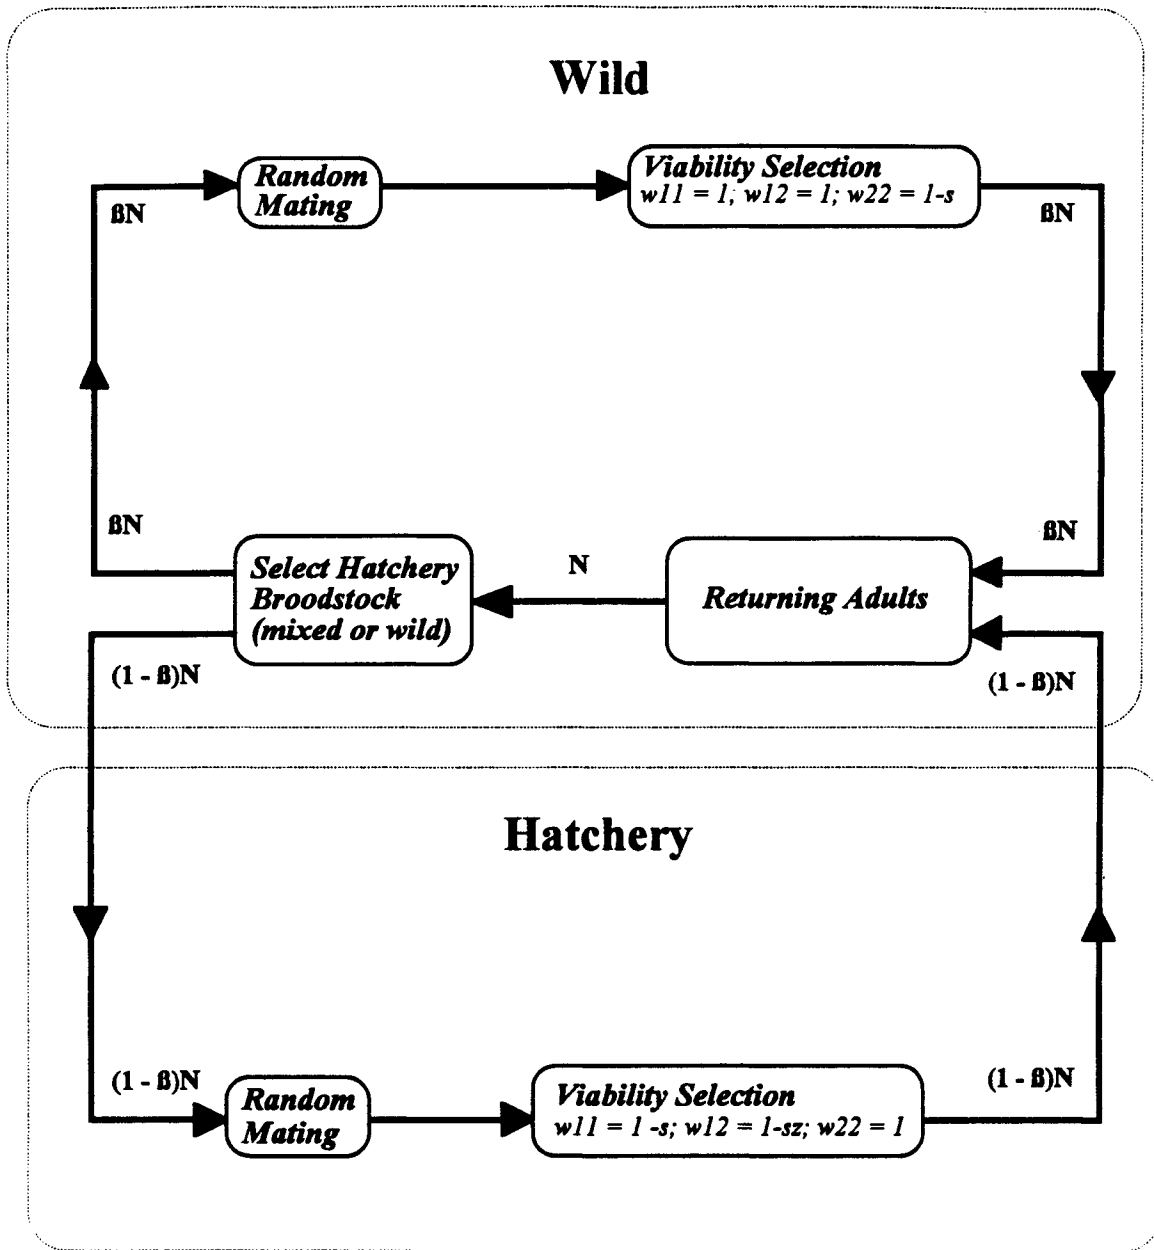 Wild
Random
Mating
Viability Selection
w11 = 1; w12 = 1; w22 = 1-s
ßN
ßN
ßN
ßN
Select Hatchery
Broodstock
(mixed or wild)
N
Returning Adults
(1 - ß)N
(1 - ß)N
Hatchery
(1 - ß)N
Random
Mating
Viability Selection
w11 = 1 -s; w12 = 1-sz; w22 = 1
(1 - ß)N